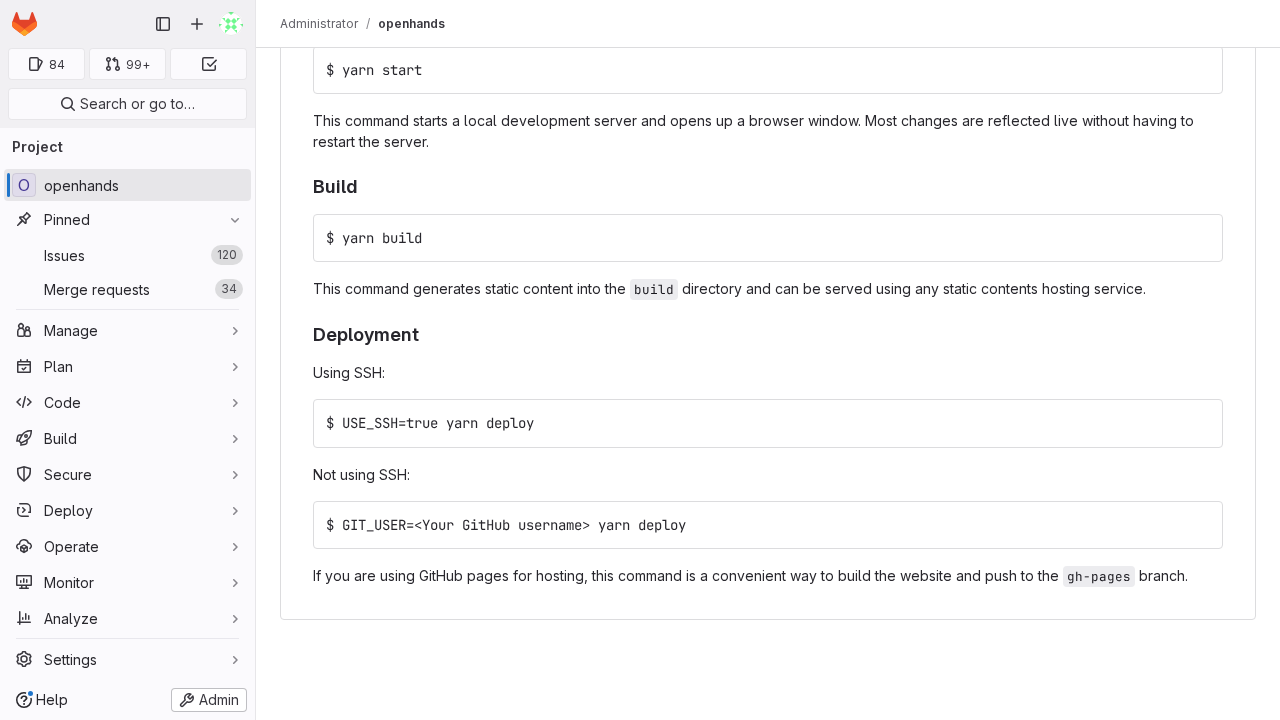 84
99+
Search or go to…
Project
O openhands
Pinned
Issues 120
Merge requests 34
Manage
Plan
Code
Build
Secure
Deploy
Operate
Monitor
Analyze
Settings
Help
Admin
Administrator / openhands
$ yarn start
This command starts a local development server and opens up a browser window. Most changes are reflected live without having to
restart the server.
Build
$ yarn build
This command generates static content into the build directory and can be served using any static contents hosting service.
Deployment
Using SSH:
$ USE_SSH=true yarn deploy
Not using SSH:
$ GIT_USER=<Your GitHub username> yarn deploy
If you are using GitHub pages for hosting, this command is a convenient way to build the website and push to the gh-pages branch.